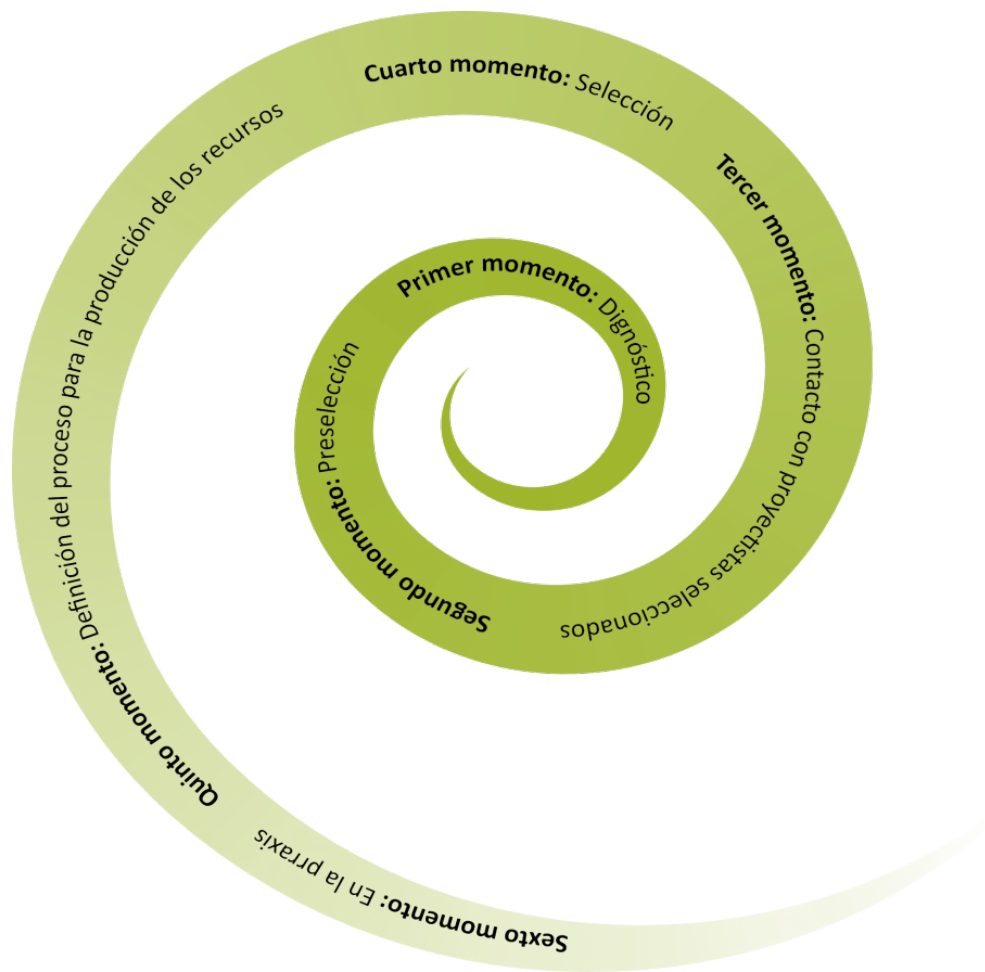 Primer momento: Dignóstico
Segundo momento: Preselección
Tercer momento: Contacto con proyectistas seleccionados
Cuarto momento: Selección
Quinto momento: Definición del proceso para la producción de los recursos
Sexto momento: En la prraxis